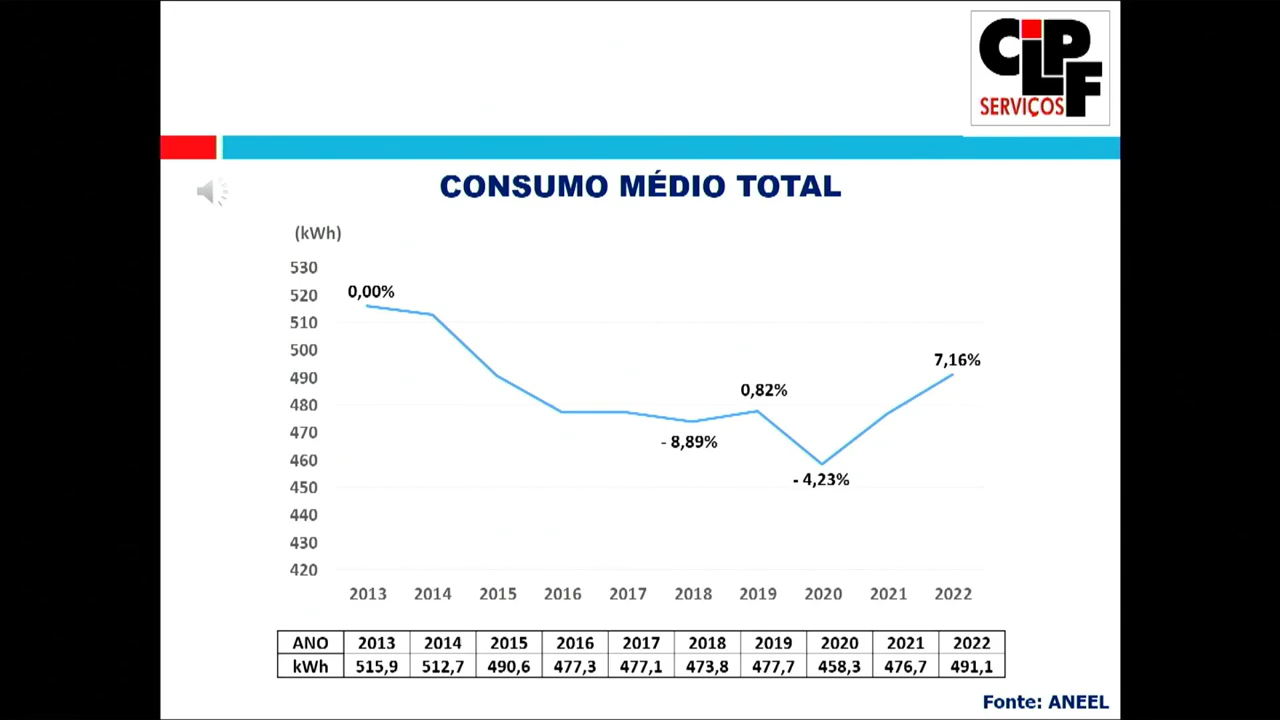 CLPF
SERVIÇOS
CONSUMO MÉDIO TOTAL
(kWh)
530
520
510
500
490
480
470
460
450
440
430
420
0,00%
- 8,89%
0,82%
- 4,23%
7,16%
2013 2014 2015 2016 2017 2018 2019 2020 2021 2022
ANO 2013 2014 2015 2016 2017 2018 2019 2020 2021 2022
kWh 515,9 512,7 490,6 477,3 477,1 473,8 477,7 458,3 476,7 491,1
Fonte: ANEEL